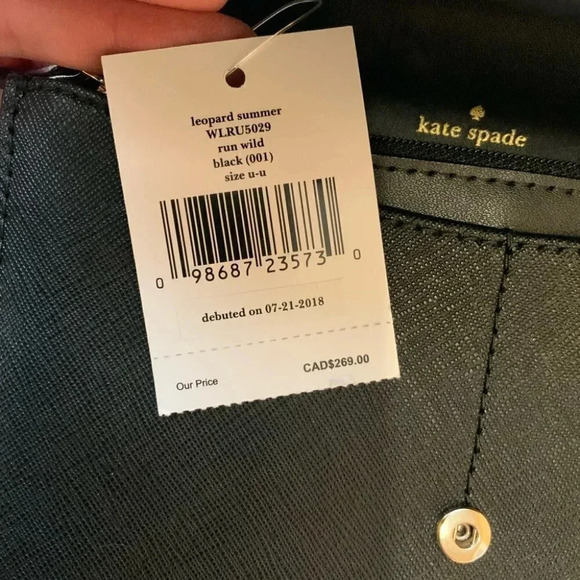 leopard summer
WLRU5029
run wild
black (001)
size u-u
0 98687 23573 0
debuted on 07-21-2018
Our Price CAD$269.00
kate spade